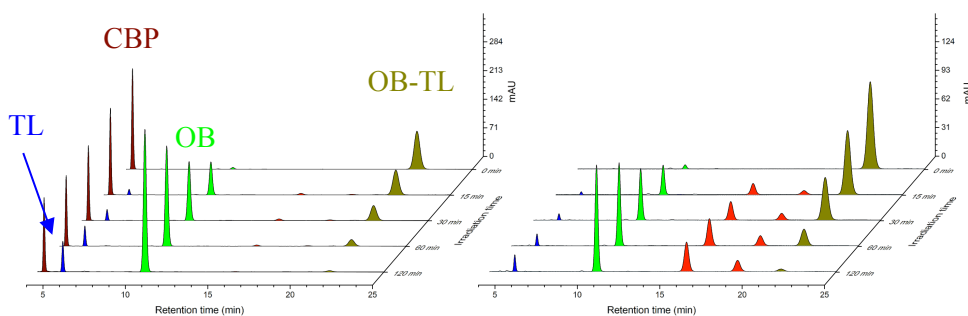 CBP
TL
OB
OB-TL
284
213
142
71
0
mAU
0 min
15 min
30 min
60 min
120 min
Irradiation time
5
10
15
20
25
Retention time (min)
124
93
62
31
0
mAU
0 min
15 min
30 min
60 min
120 min
Irradiation time
5
10
15
20
25
Retention time (min)